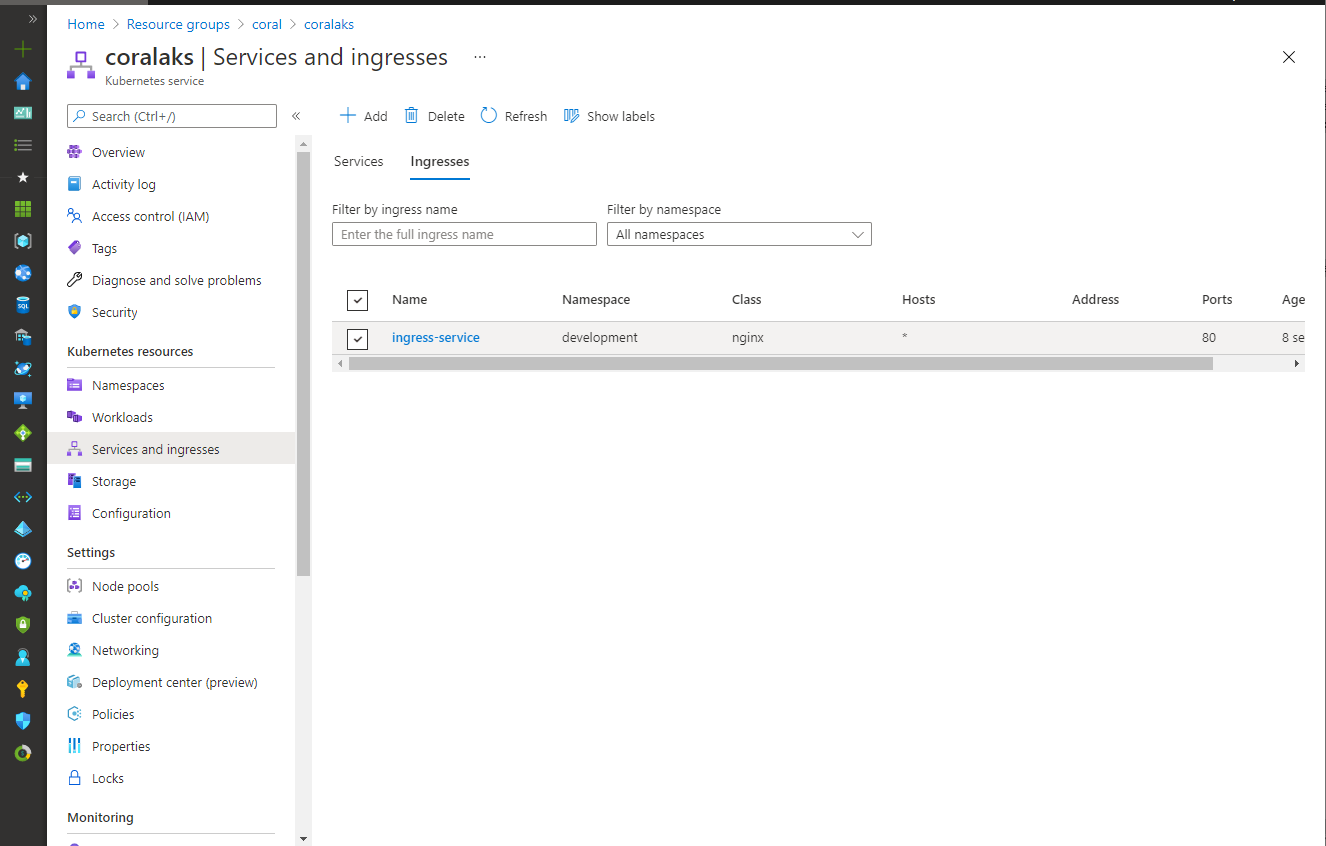 Home > Resource groups > coral > coralaks
coralaks | Services and ingresses ...
Kubernetes service
Search (Ctrl+/)
Add Delete Refresh Show labels
Services Ingresses
Filter by ingress name Filter by namespace
Enter the full ingress name All namespaces
Name Namespace Class Hosts Address Ports Age
ingress-service development nginx * 80 8 se
Overview
Activity log
Access control (IAM)
Tags
Diagnose and solve problems
Security
Kubernetes resources
Namespaces
Workloads
Services and ingresses
Storage
Configuration
Settings
Node pools
Cluster configuration
Networking
Deployment center (preview)
Policies
Properties
Locks
Monitoring
SQL